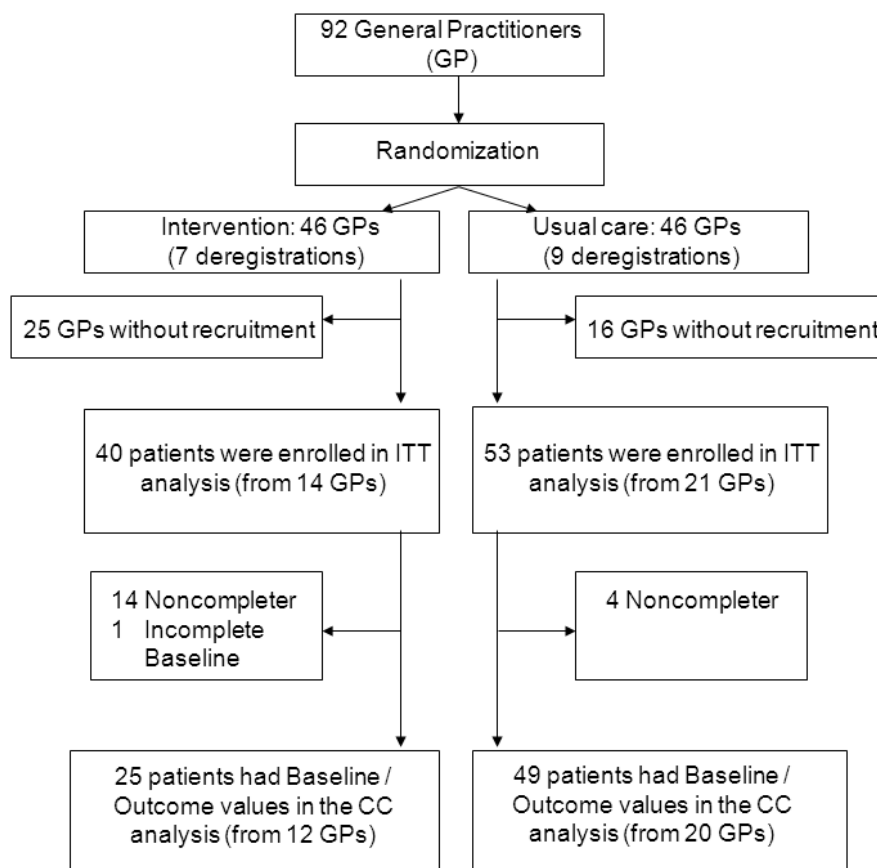 92 General Practitioners
(GP)
Randomization
Intervention: 46 GPs
(7 deregistrations)
Usual care: 46 GPs
(9 deregistrations)
25 GPs without recruitment
16 GPs without recruitment
40 patients were enrolled in ITT
analysis (from 14 GPs)
53 patients were enrolled in ITT
analysis (from 21 GPs)
14 Noncompleter
1 Incomplete
Baseline
4 Noncompleter
25 patients had Baseline /
Outcome values in the CC
analysis (from 12 GPs)
49 patients had Baseline /
Outcome values in the CC
analysis (from 20 GPs)